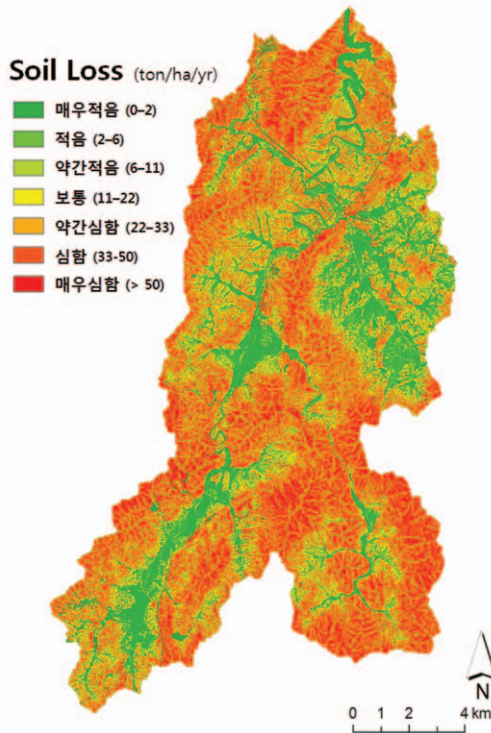 Soil Loss (ton/ha/yr)
매우적음 (0–2)
적음 (2–6)
약간적음 (6–11)
보통 (11–22)
약간심함 (22–33)
심함 (33-50)
매우심함 (> 50)
N
0 1 2 4 km